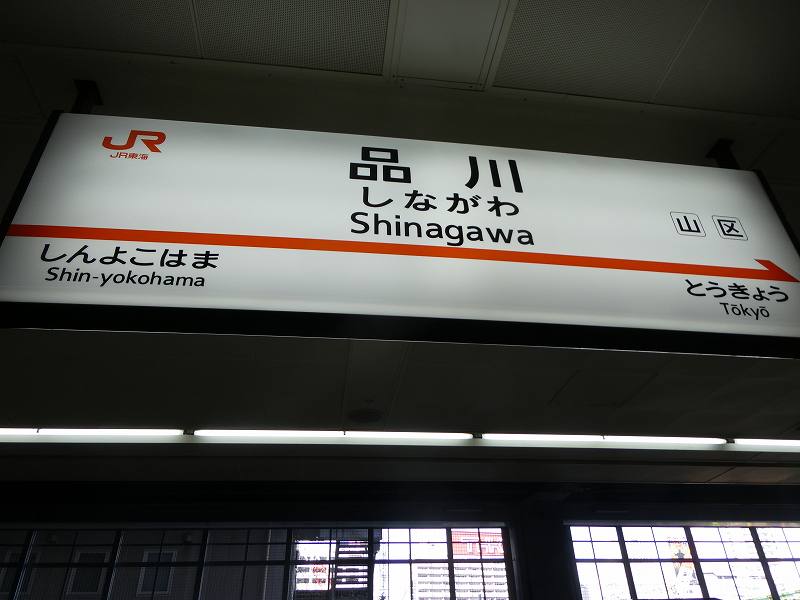 JR
JR東海
品川
しながわ
Shinagawa
山 区
しんよこはま
Shin-yokohama
とうきょう
Tōkyō